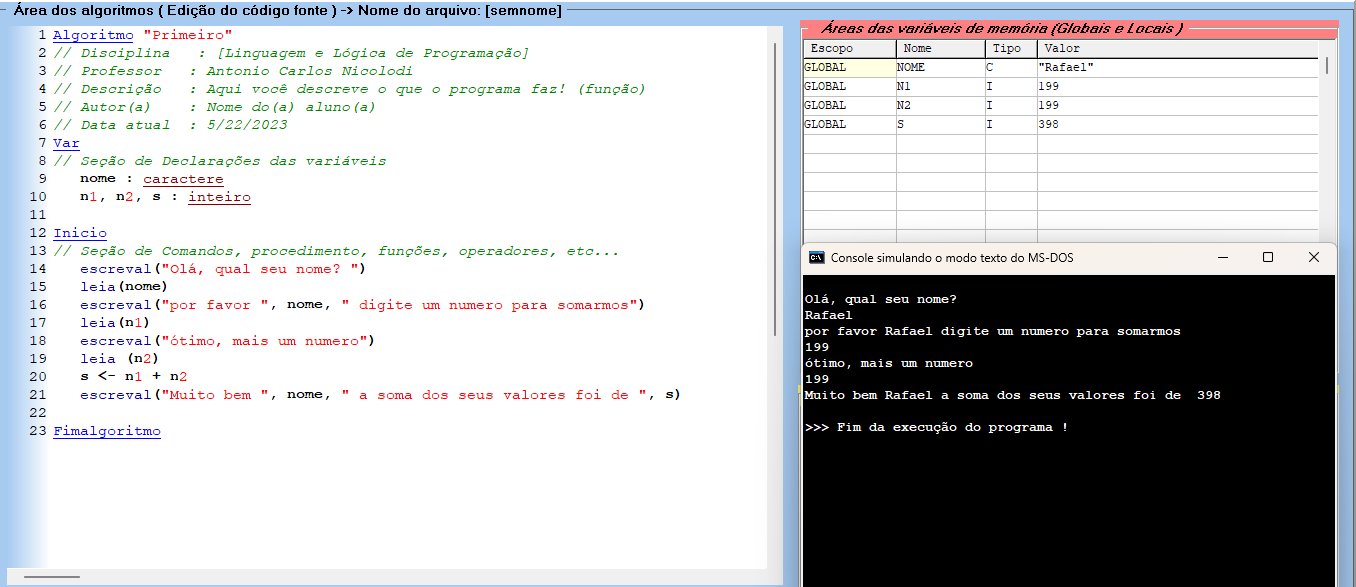 Área dos algoritmos ( Edição do código fonte ) -> Nome do arquivo: [semnome]
1 Algoritmo "Primeiro"
2 // Disciplina   : [Linguagem e Lógica de Programação]
3 // Professor   : Antonio Carlos Nicolodi
4 // Descrição   : Aqui você descreve o que o programa faz! (função)
5 // Autor(a)    : Nome do(a) aluno(a)
6 // Data atual  : 5/22/2023
7 Var
8 // Seção de Declarações das variáveis
9    nome : caractere
10    n1, n2, s : inteiro
11
12 Inicio
13 // Seção de Comandos, procedimento, funções, operadores, etc...
14    escreval("Olá, qual seu nome? ")
15    leia(nome)
16    escreval("por favor ", nome, " digite um numero para somarmos")
17    leia(n1)
18    escreval("ótimo, mais um numero")
19    leia (n2)
20    s <- n1 + n2
21    escreval("Muito bem ", nome, " a soma dos seus valores foi de ", s)
22
23 Fimalgoritmo
Áreas das variáveis de memória (Globais e Locais )
Escopo Nome Tipo Valor
GLOBAL NOME C "Rafael"
GLOBAL N1 I 199
GLOBAL N2 I 199
GLOBAL S I 398
Console simulando o modo texto do MS-DOS
Olá, qual seu nome?
Rafael
por favor Rafael digite um numero para somarmos
199
ótimo, mais um numero
199
Muito bem Rafael a soma dos seus valores foi de  398
>>> Fim da execução do programa !